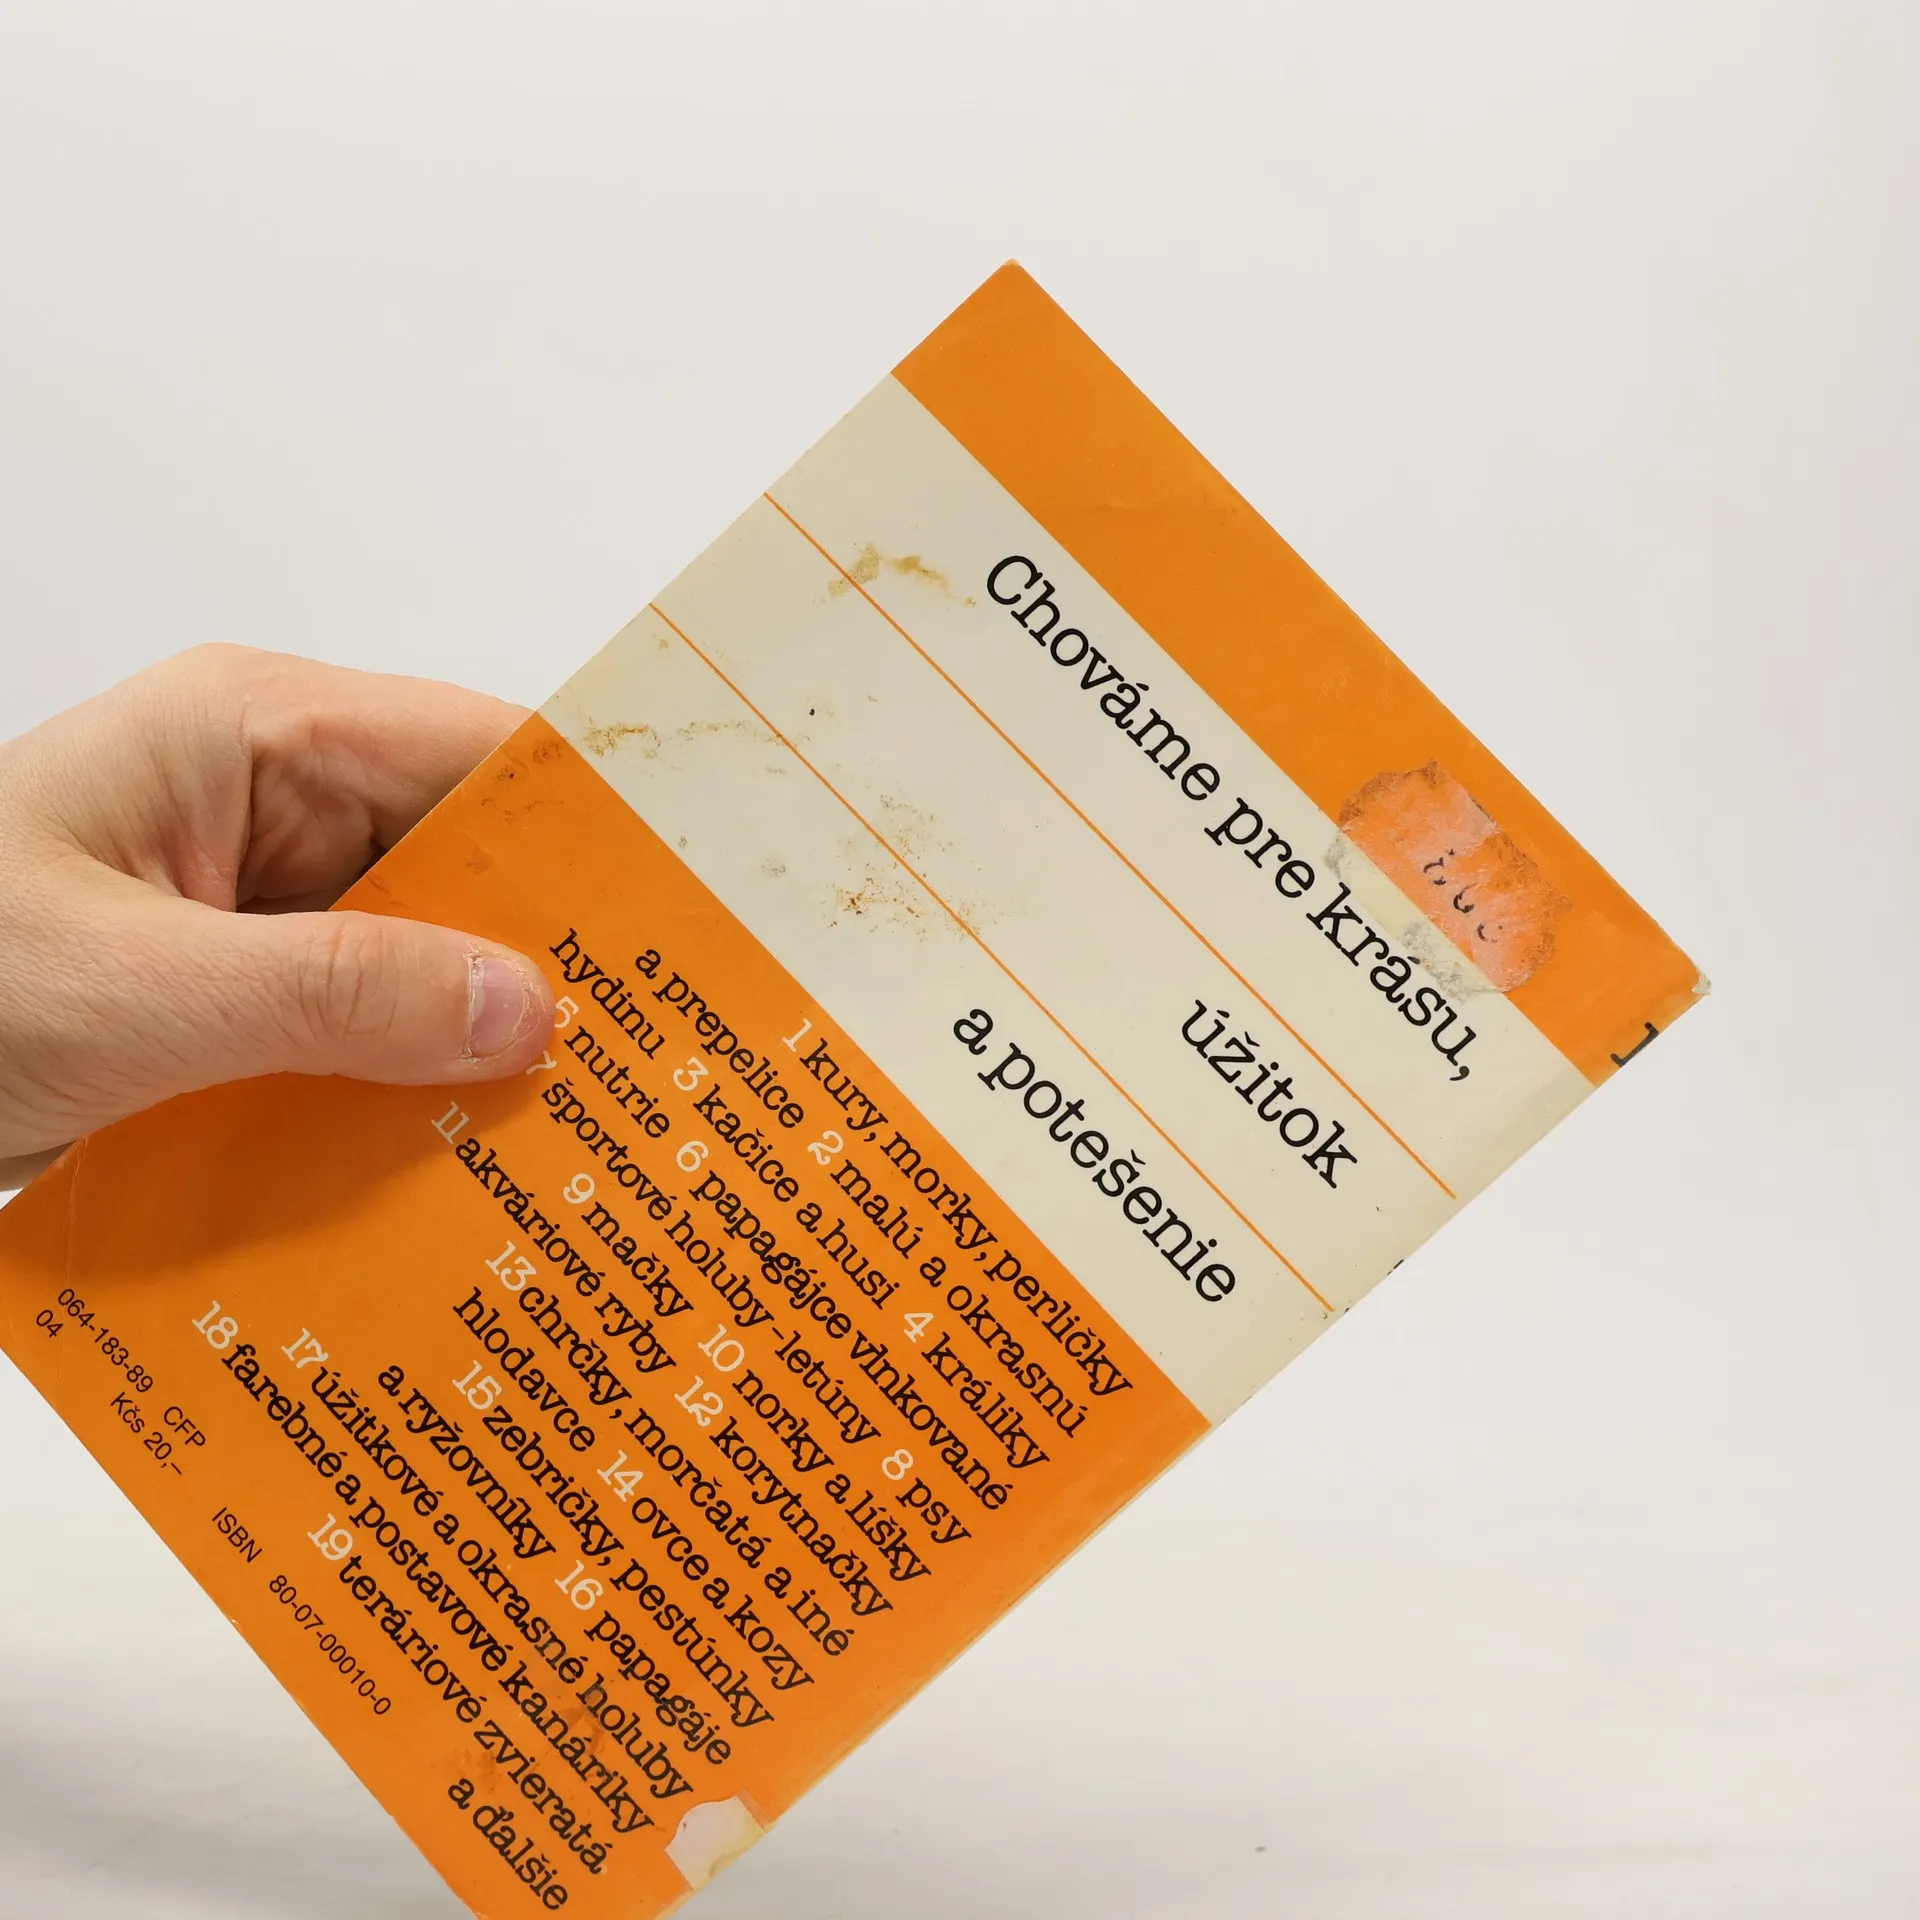 Chováme pre krásu,
úžitok
a potešenie
1 kury, morky, perličky
a prepelice 2 malú a okrasnú
hydinu 3 kačice a husi 4 králiky
5 nutrie 6 papagájce vlnkované
7 športové holuby-letúny 8 psy
9 mačky 10 norky a líšky
11 akváriové ryby 12 korytnačky
13 chrčky, morčatá a iné
hlodavce 14 ovce a kozy
15 zebričky, pestúnky
a ryžovníky 16 papagáje
17 úžitkové a okrasné holuby
18 farebné a postavové kanáriky
19 teráriové zvieratá
a ďalšie
064-183-89 CFP
04 Kčs 20,–
ISBN 80-07-00010-0